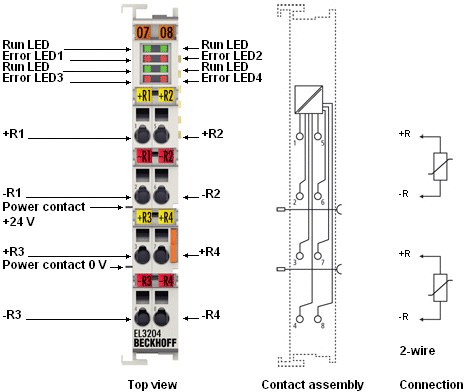 07 08
Run LED Run LED
Error LED1 Error LED2
Run LED Run LED
Error LED3 Error LED4
+R1 +R2
+R1 +R2
-R1 -R2
-R1 -R2
Power contact
+24 V
+R3 +R4
+R3 +R4
Power contact 0 V
-R3 -R4
-R3 -R4
EL3204
BECKHOFF
Top view
1 5
2 6
3 7
4 8
Contact assembly
+R
-R
+R
-R
2-wire
Connection